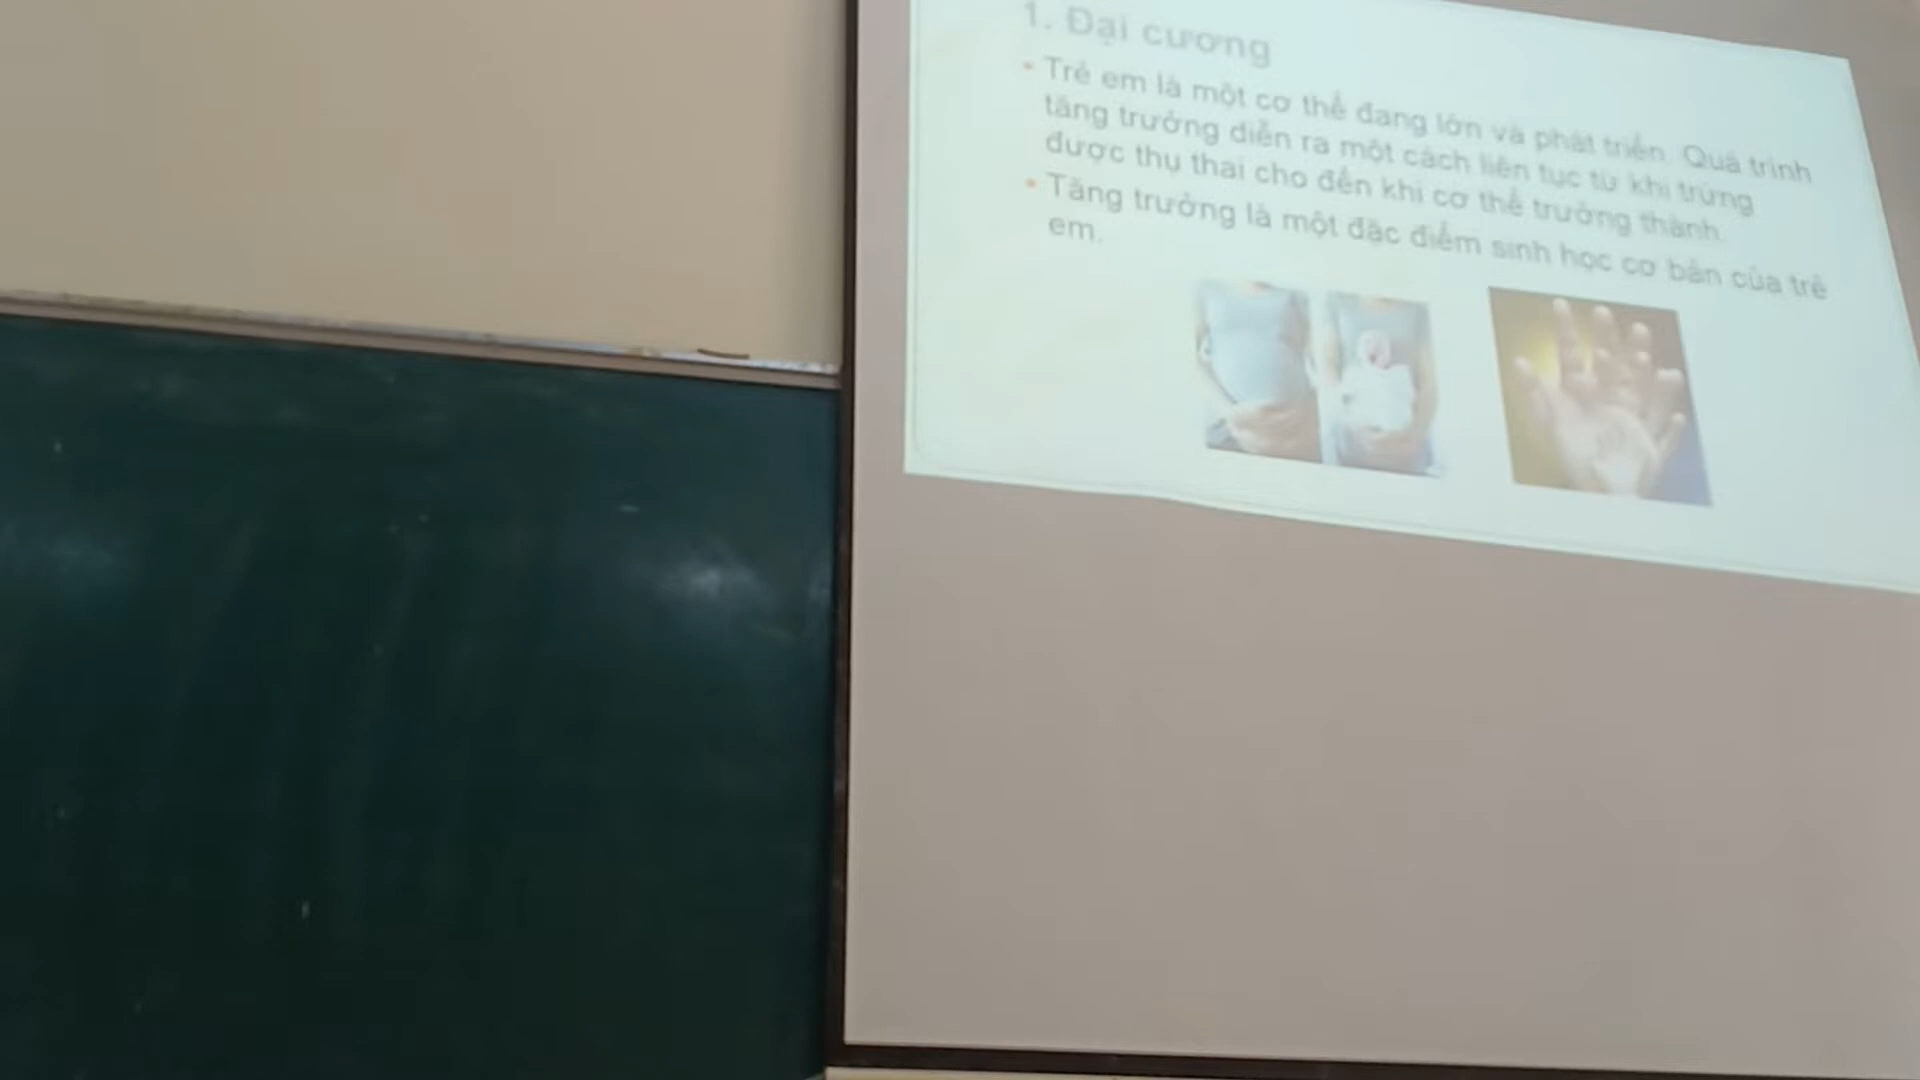 1. Đại cương
• Trẻ em là một cơ thể đang lớn và phát triển. Quá trình
tăng trưởng diễn ra một cách liên tục từ khi trứng
được thụ thai cho đến khi cơ thể trưởng thành.
• Tăng trưởng là một đặc điểm sinh học cơ bản của trẻ
em.